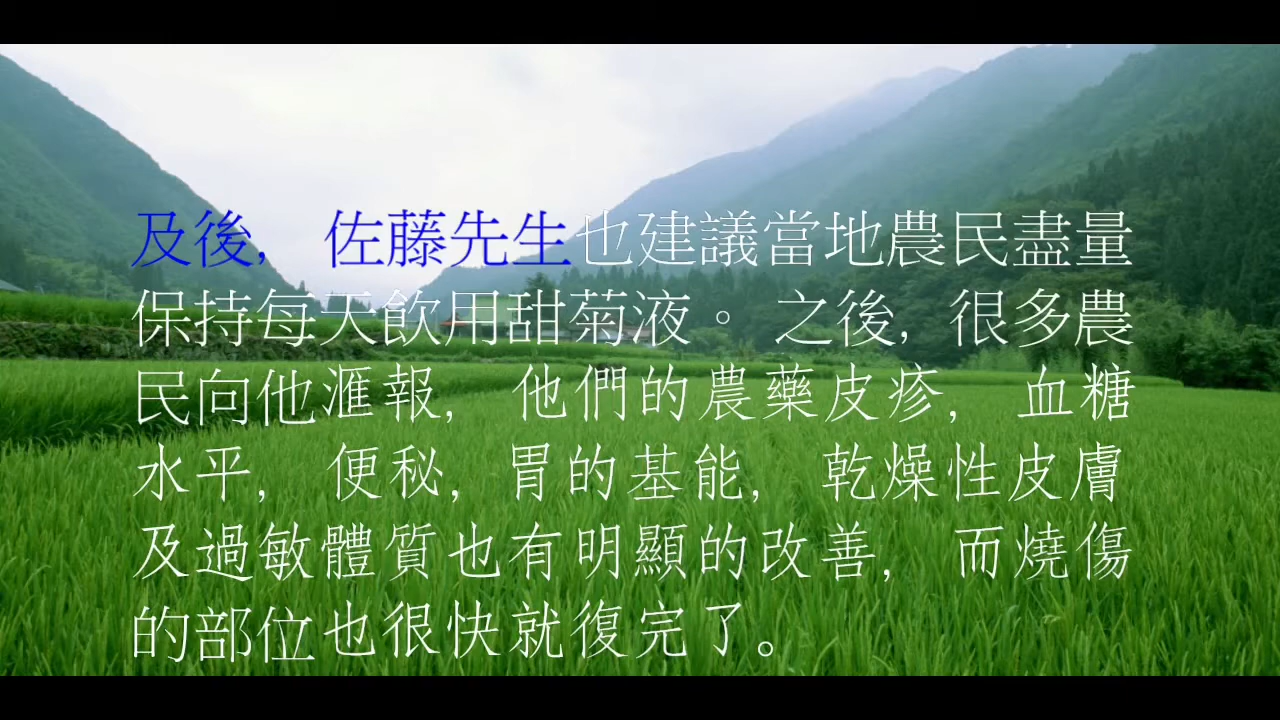 及後, 佐藤先生也建議當地農民盡量
保持每天飲用甜菊液。 之後, 很多農
民向他滙報, 他們的農藥皮疹, 血糖
水平, 便秘, 胃的基能, 乾燥性皮膚
及過敏體質也有明顯的改善, 而燒傷
的部位也很快就復完了。